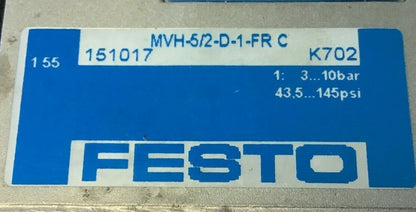 MVH-5/2-D-1-FR C
1 55 151017 K702
1: 3...10bar
43,5...145psi
FESTO